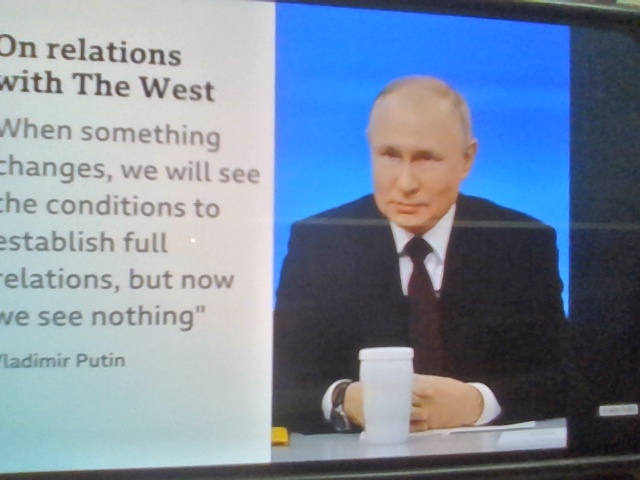 On relations
with The West
When something
changes, we will see
the conditions to
establish full
relations, but now
we see nothing"
Vladimir Putin